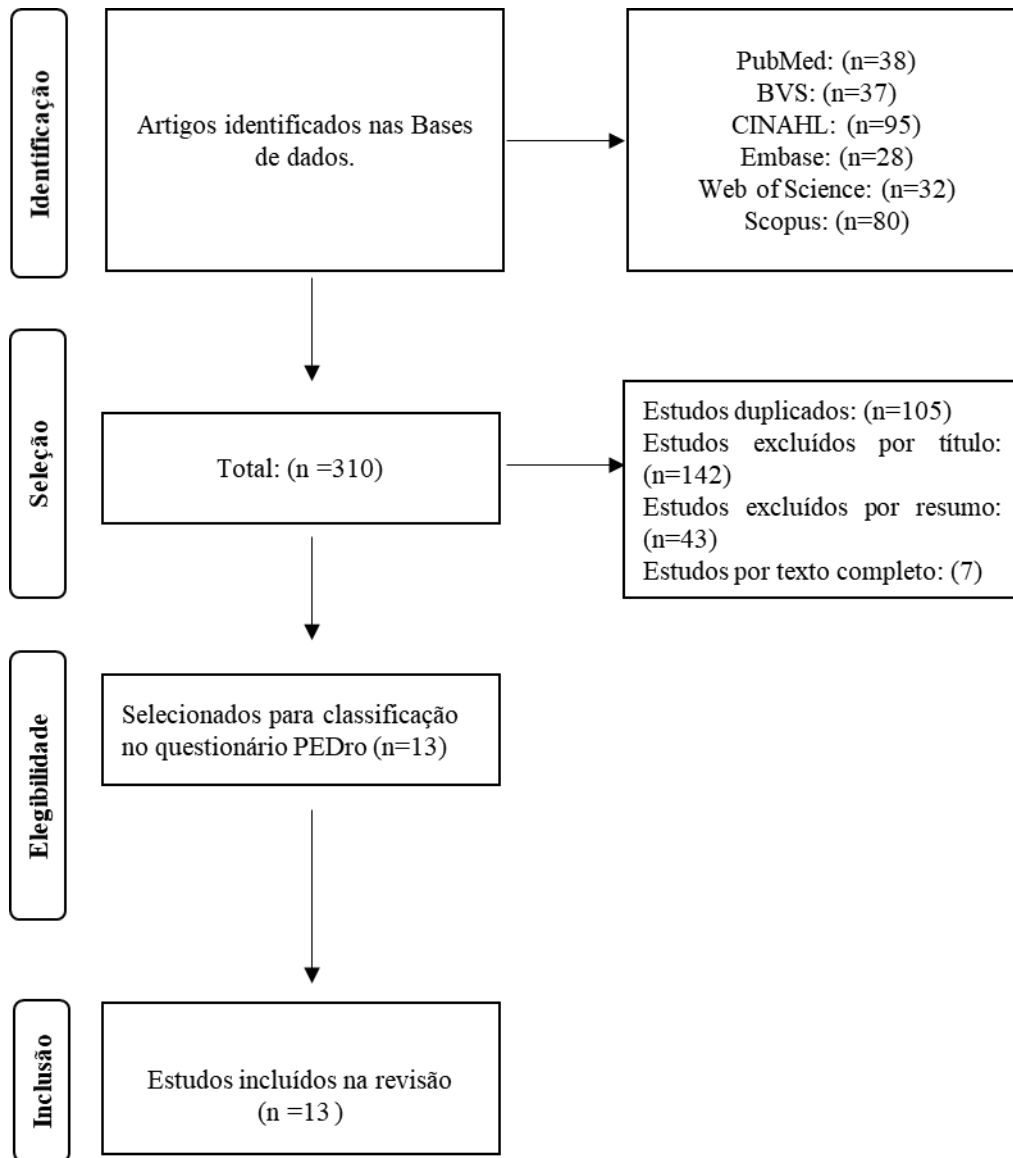 Identificação
Artigos identificados nas Bases
de dados.
PubMed: (n=38)
BVS: (n=37)
CINAHL: (n=95)
Embase: (n=28)
Web of Science: (n=32)
Scopus: (n=80)
Seleção
Total: (n =310)
Estudos duplicados: (n=105)
Estudos excluídos por título:
(n=142)
Estudos excluídos por resumo:
(n=43)
Estudos por texto completo: (7)
Elegibilidade
Selecionados para classificação
no questionário PEDro (n=13)
Inclusão
Estudos incluídos na revisão
(n =13 )